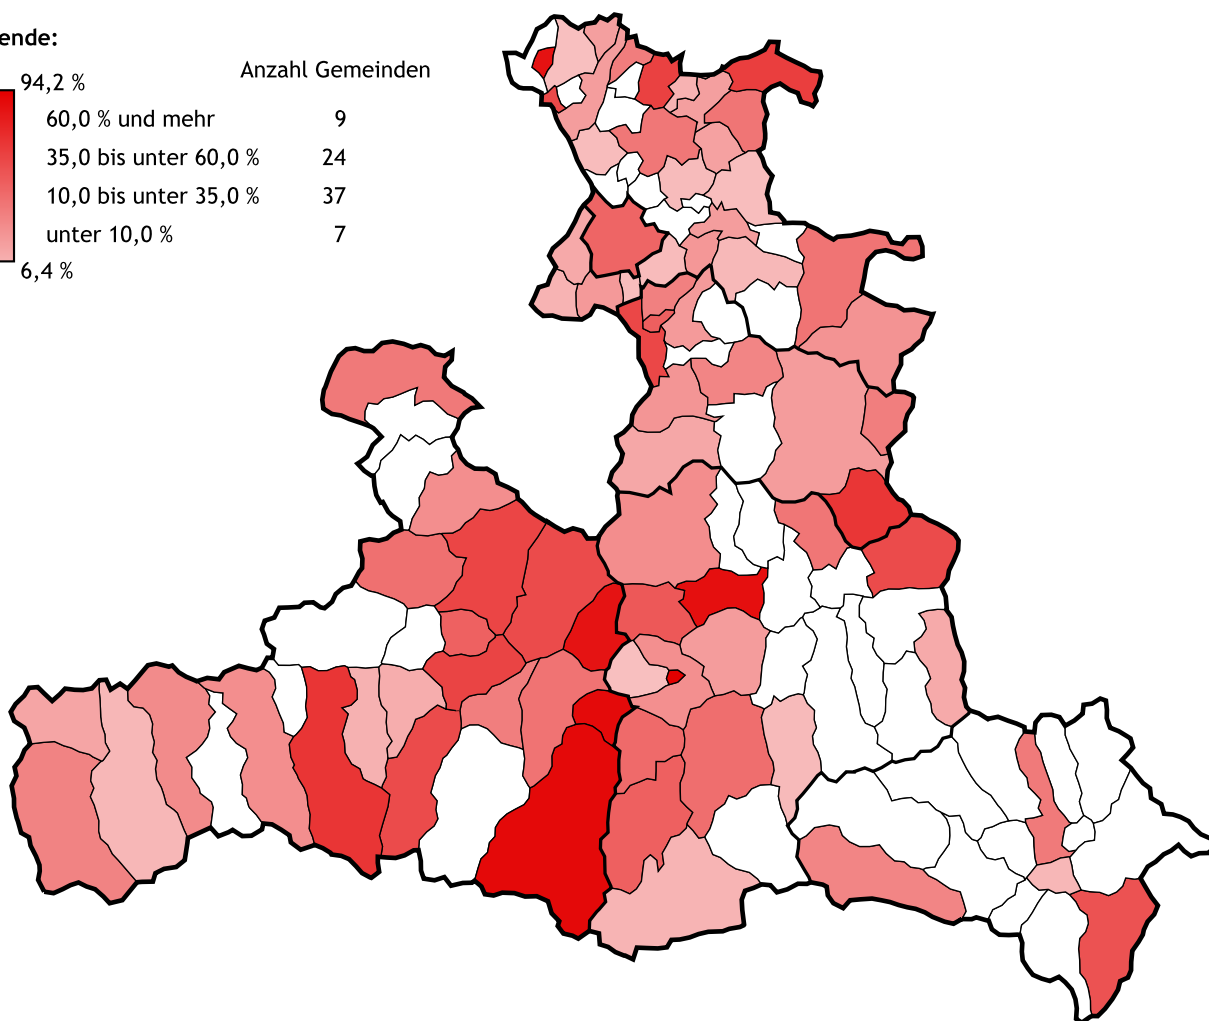 ende:
Anzahl Gemeinden
94,2 %
60,0 % und mehr 9
35,0 bis unter 60,0 % 24
10,0 bis unter 35,0 % 37
unter 10,0 % 7
6,4 %